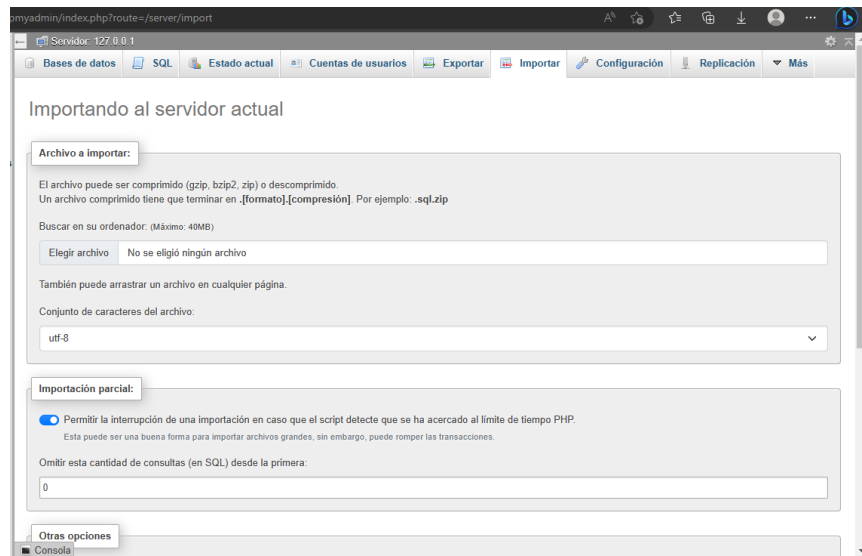 omyadmin/index.php?route=/server/import
Servidor: 127.0.0.1
Bases de datos SQL Estado actual Cuentas de usuarios Exportar Importar Configuración Replicación Más
Importando al servidor actual
Archivo a importar:
El archivo puede ser comprimido (gzip, bzip2, zip) o descomprimido.
Un archivo comprimido tiene que terminar en .[formato].[compresión]. Por ejemplo: .sql.zip
Buscar en su ordenador: (Máximo: 40MB)
Elegir archivo No se eligió ningún archivo
También puede arrastrar un archivo en cualquier página.
Conjunto de caracteres del archivo:
utf-8
Importación parcial:
Permitir la interrupción de una importación en caso que el script detecte que se ha acercado al límite de tiempo PHP.
Esta puede ser una buena forma para importar archivos grandes, sin embargo, puede romper las transacciones.
Omitir esta cantidad de consultas (en SQL) desde la primera:
0
Otras opciones
Consola